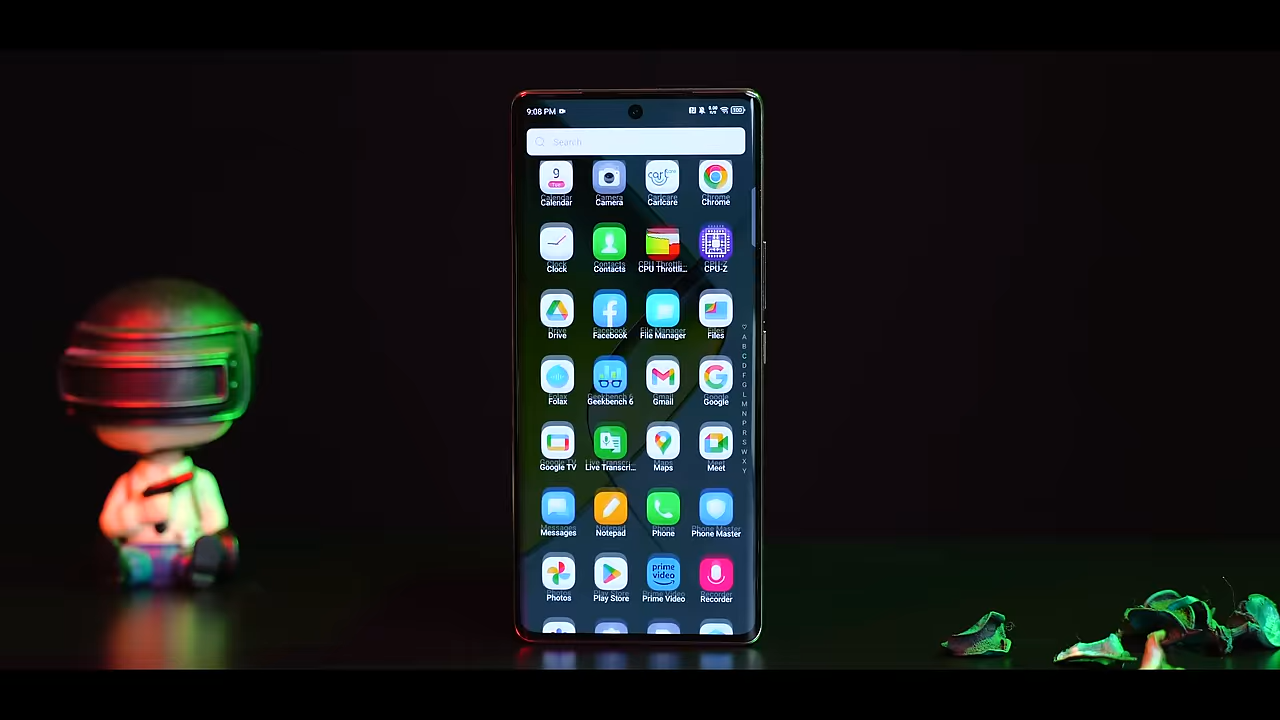 9:08 PM
Search
9
carlcare
Calendar Camera Carlcare Chrome
Clock Contacts CPU Throttli... CPU-Z
Drive Facebook File Manager Files
Folax Geekbench 6 Gmail Google
Google TV Live Transcri... Maps Meet
Messages Notepad Phone Phone Master
prime
video
Photos Play Store Prime Video Recorder
A
B
C
D
F
G
L
M
N
P
R
S
W
X
Y